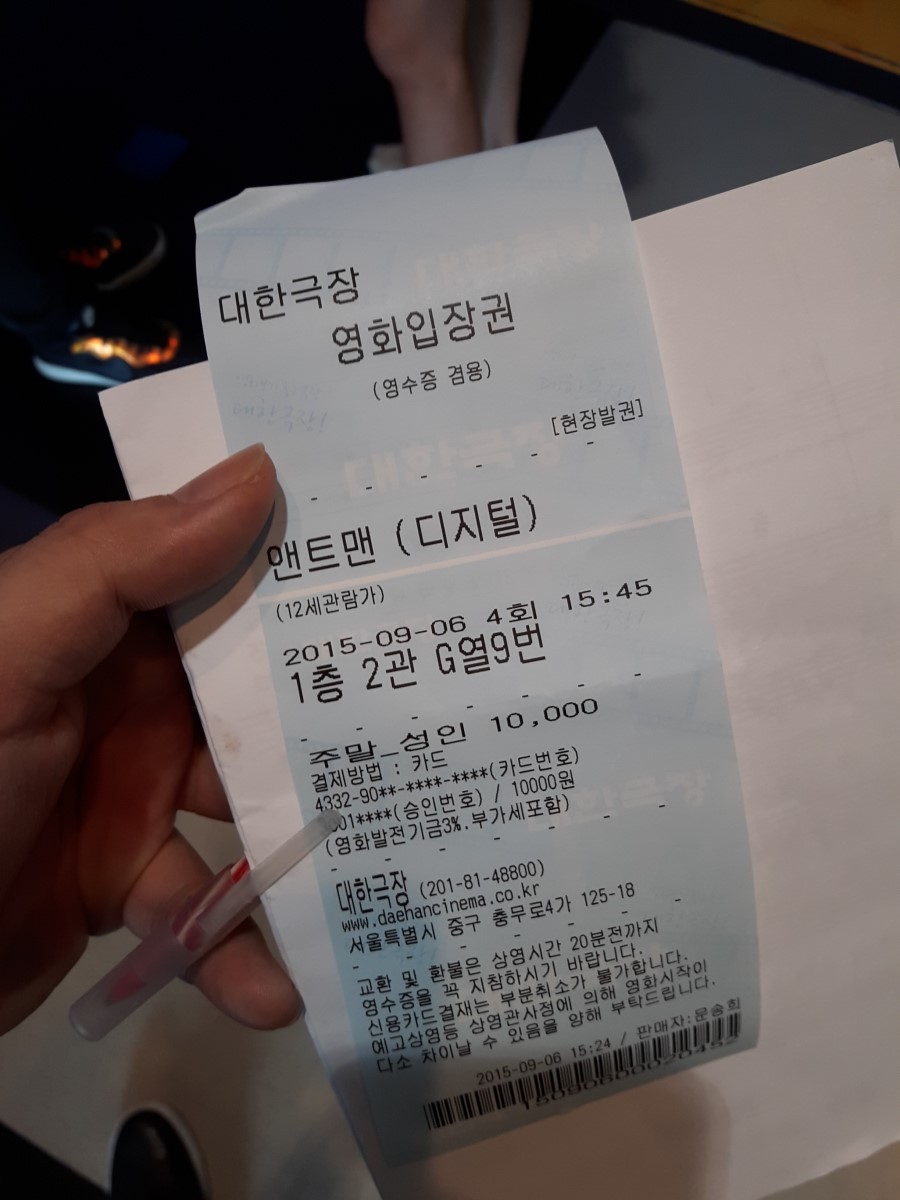 대한극장
영화입장권
(영수증 겸용)
[현장발권]
앤트맨 (디지털)
(12세관람가)
2015-09-06 4회 15:45
1층 2관 G열9번
주말_성인 10,000
결제방법 : 카드
4332-90**-****-****(카드번호)
01****(승인번호) / 10000원
(영화발전기금3%.부가세포함)
대한극장 (201-81-48800)
www.daehancinema.co.kr
서울특별시 중구 충무로4가 125-18
교환 및 환불은 상영시간 20분전까지
영수증을 꼭 지참하시기 바랍니다.
신용카드결재는 부분취소가 불가합니다.
예고상영등 상영관사정에 의해 영화시작이
다소 차이날 수 있음을 양해 부탁드립니다.
2015-09-06 15:24 / 판매자:문송희